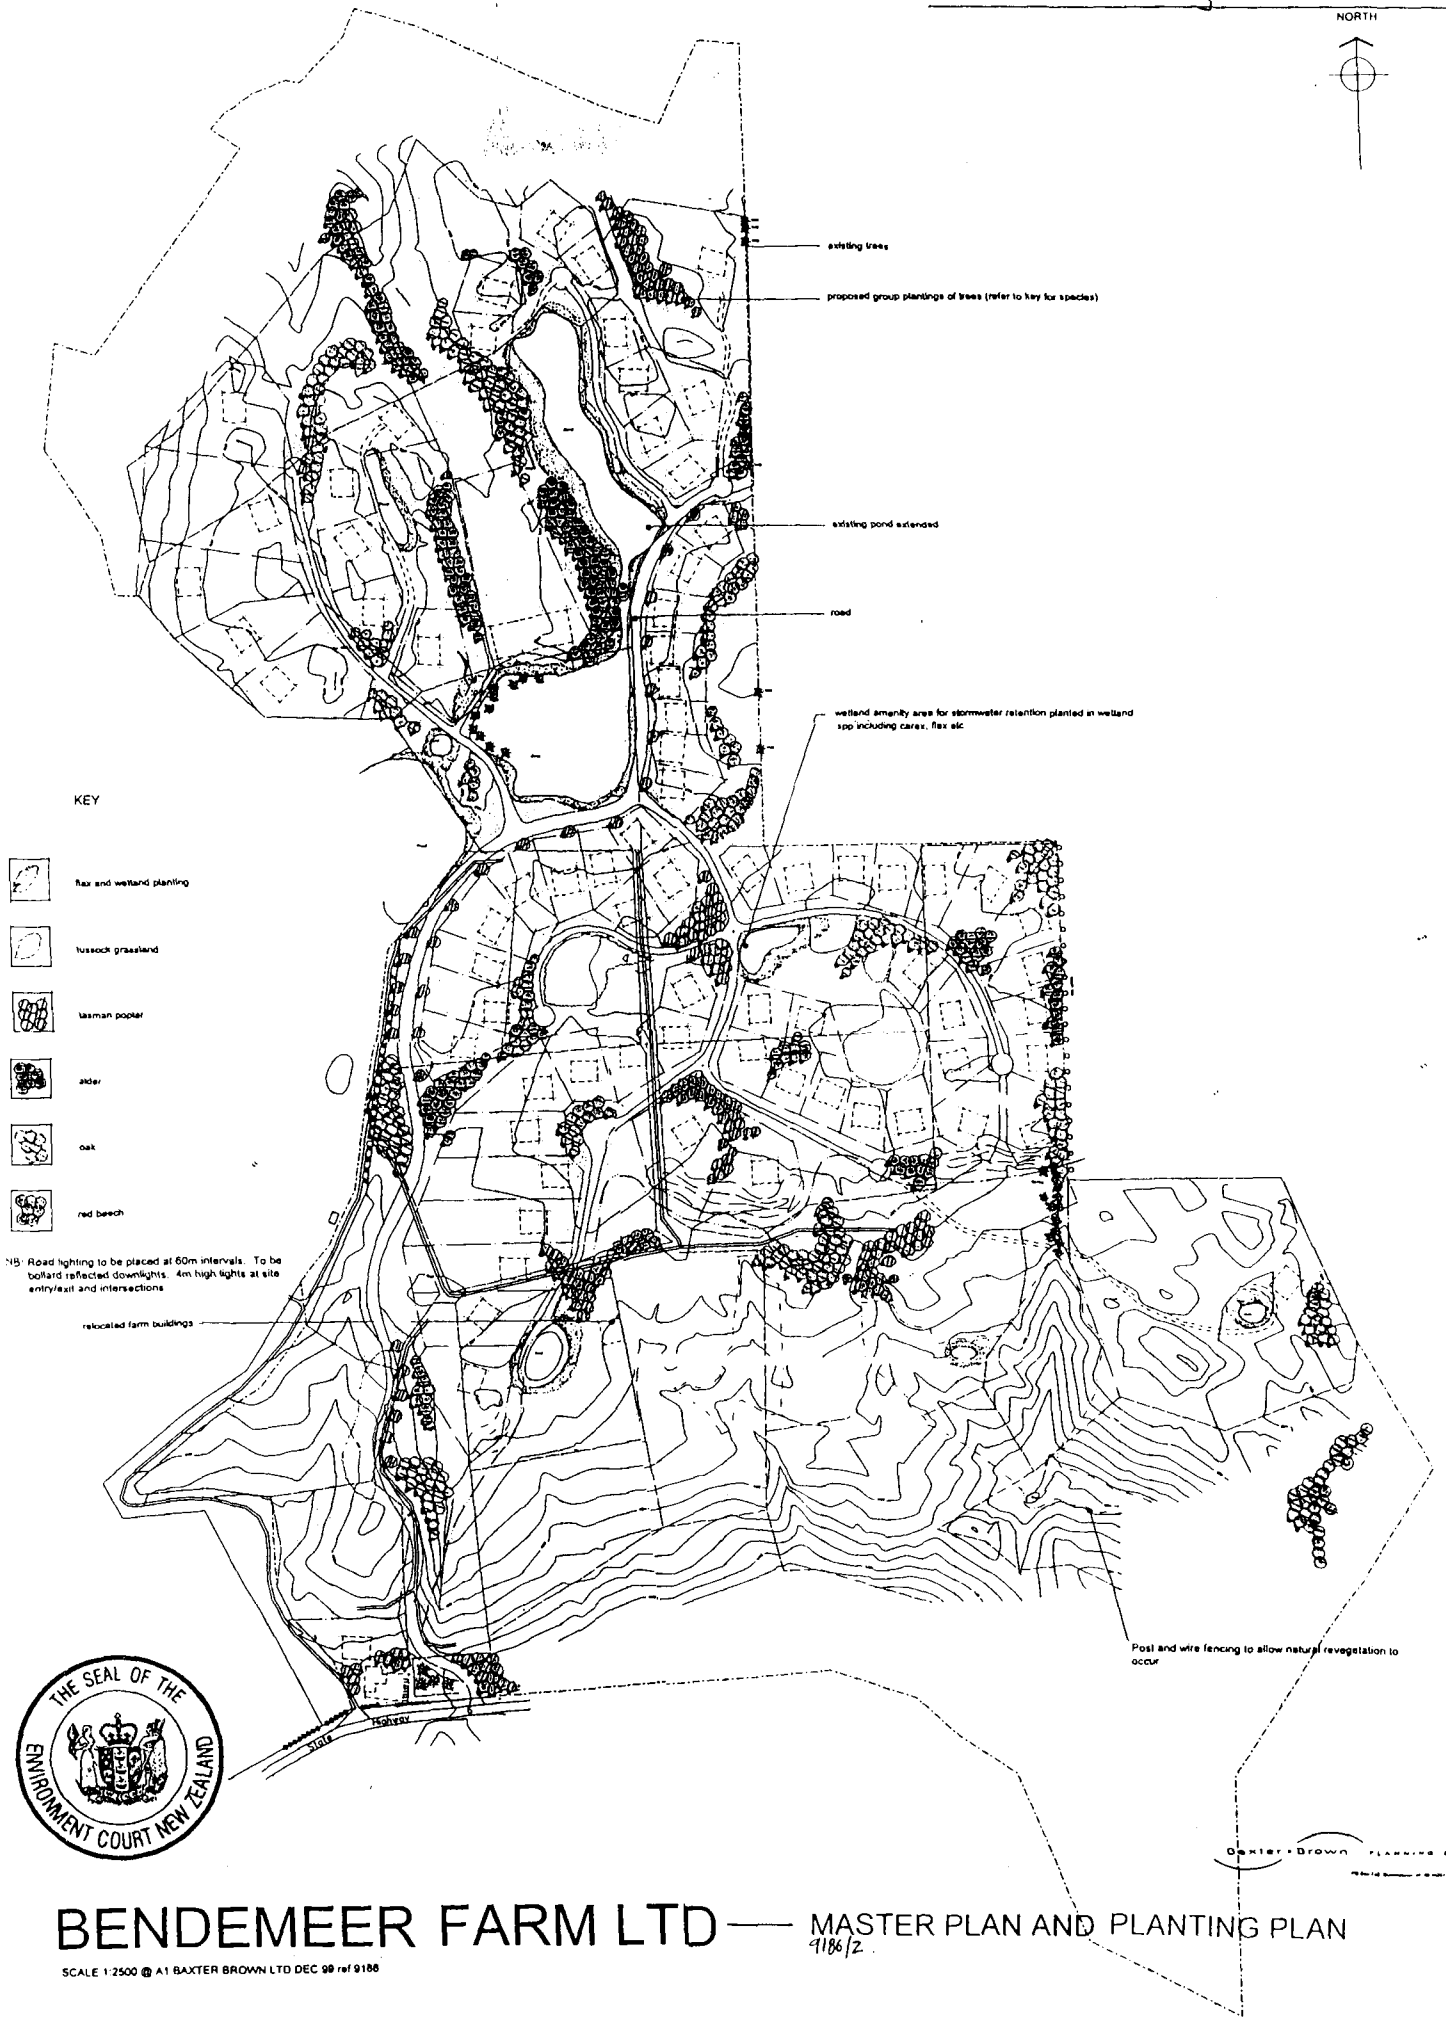 NORTH
existing trees
proposed group plantings of trees (refer to key for species)
existing pond extended
road
wetland amenity area for stormwater retention planted in wetland
spp including carex, flax etc
KEY
flax and wetland planting
tussock grassland
tasman poplar
alder
oak
red beech
NB: Road lighting to be placed at 60m intervals. To be
bollard reflected downlights. 4m high lights at site
entry/exit and intersections
relocated farm buildings
Post and wire fencing to allow natural revegetation to
occur
State Highway
THE SEAL OF THE
ENVIRONMENT COURT NEW ZEALAND
Baxter Brown PLANNING
BENDEMEER FARM LTD — MASTER PLAN AND PLANTING PLAN
9186/2
SCALE 1:2500 @ A1 BAXTER BROWN LTD DEC 99 ref 9186